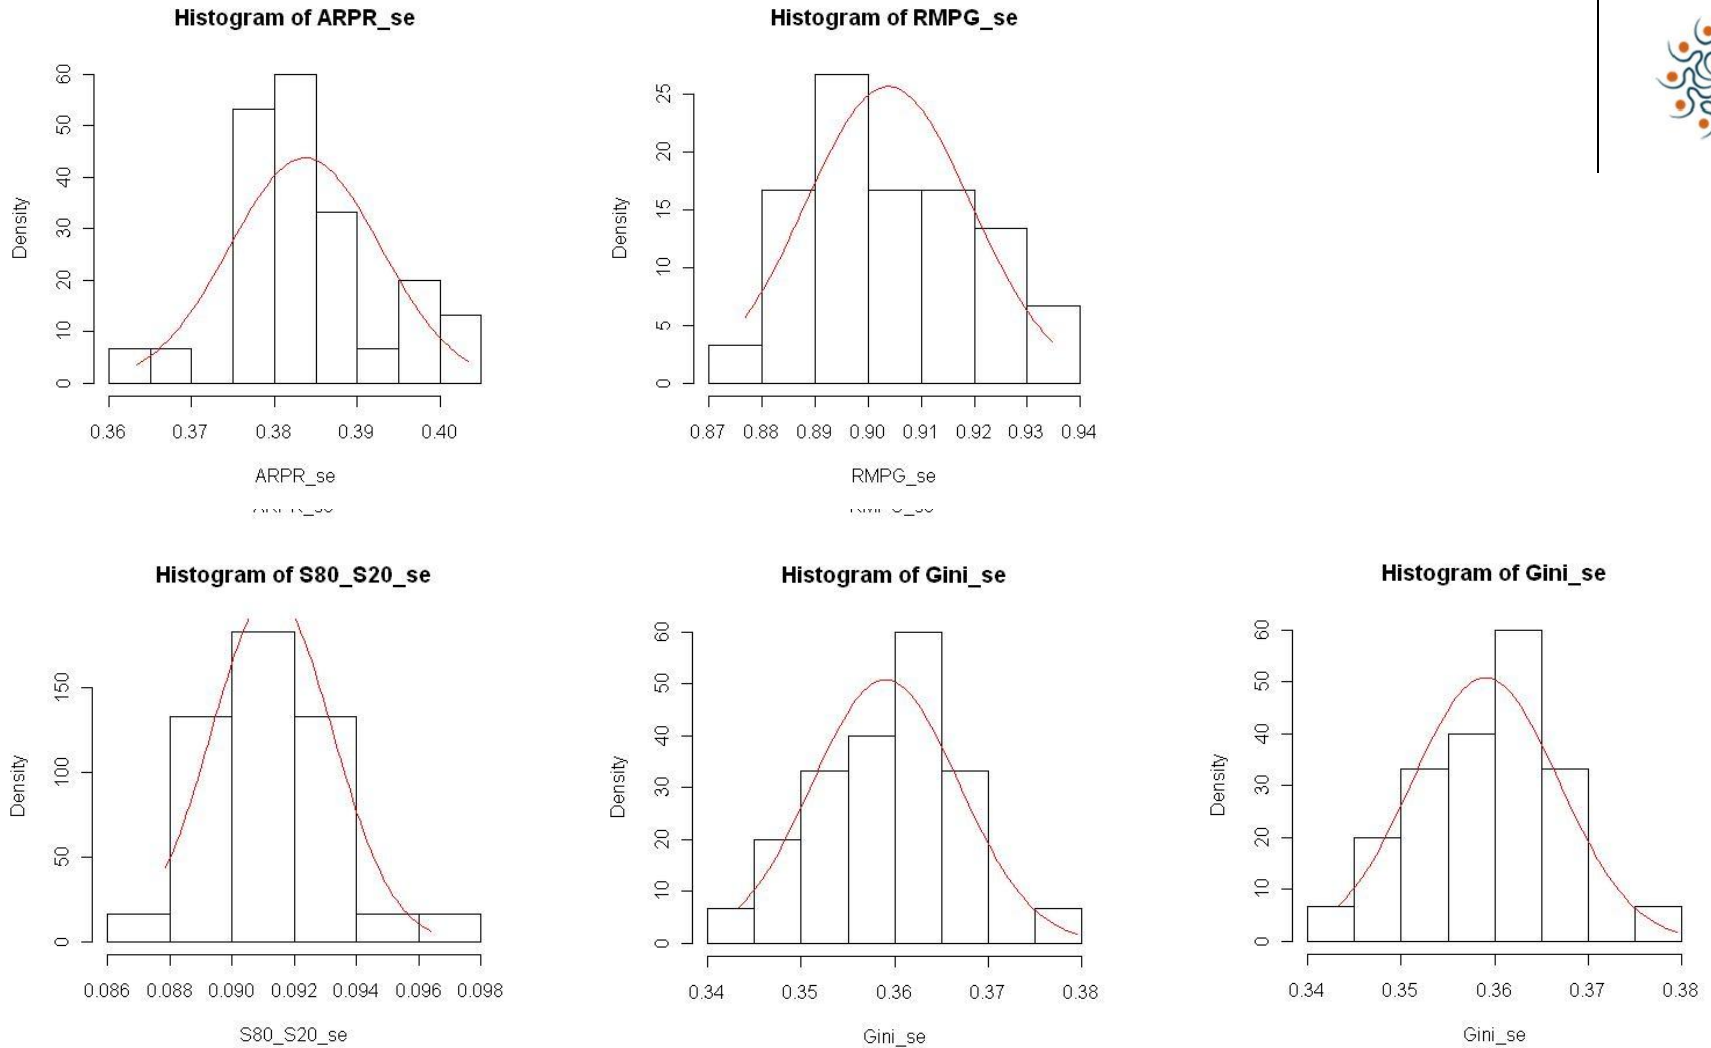 Histogram of ARPR_se
Density
0 10 20 30 40 50 60
0.36 0.37 0.38 0.39 0.40
ARPR_se
Histogram of RMPG_se
Density
0 5 10 15 20 25
0.87 0.88 0.89 0.90 0.91 0.92 0.93 0.94
RMPG_se
Histogram of S80_S20_se
Density
0 50 100 150
0.086 0.088 0.090 0.092 0.094 0.096 0.098
S80_S20_se
Histogram of Gini_se
Density
0 10 20 30 40 50 60
0.34 0.35 0.36 0.37 0.38
Gini_se
Histogram of Gini_se
Density
0 10 20 30 40 50 60
0.34 0.35 0.36 0.37 0.38
Gini_se